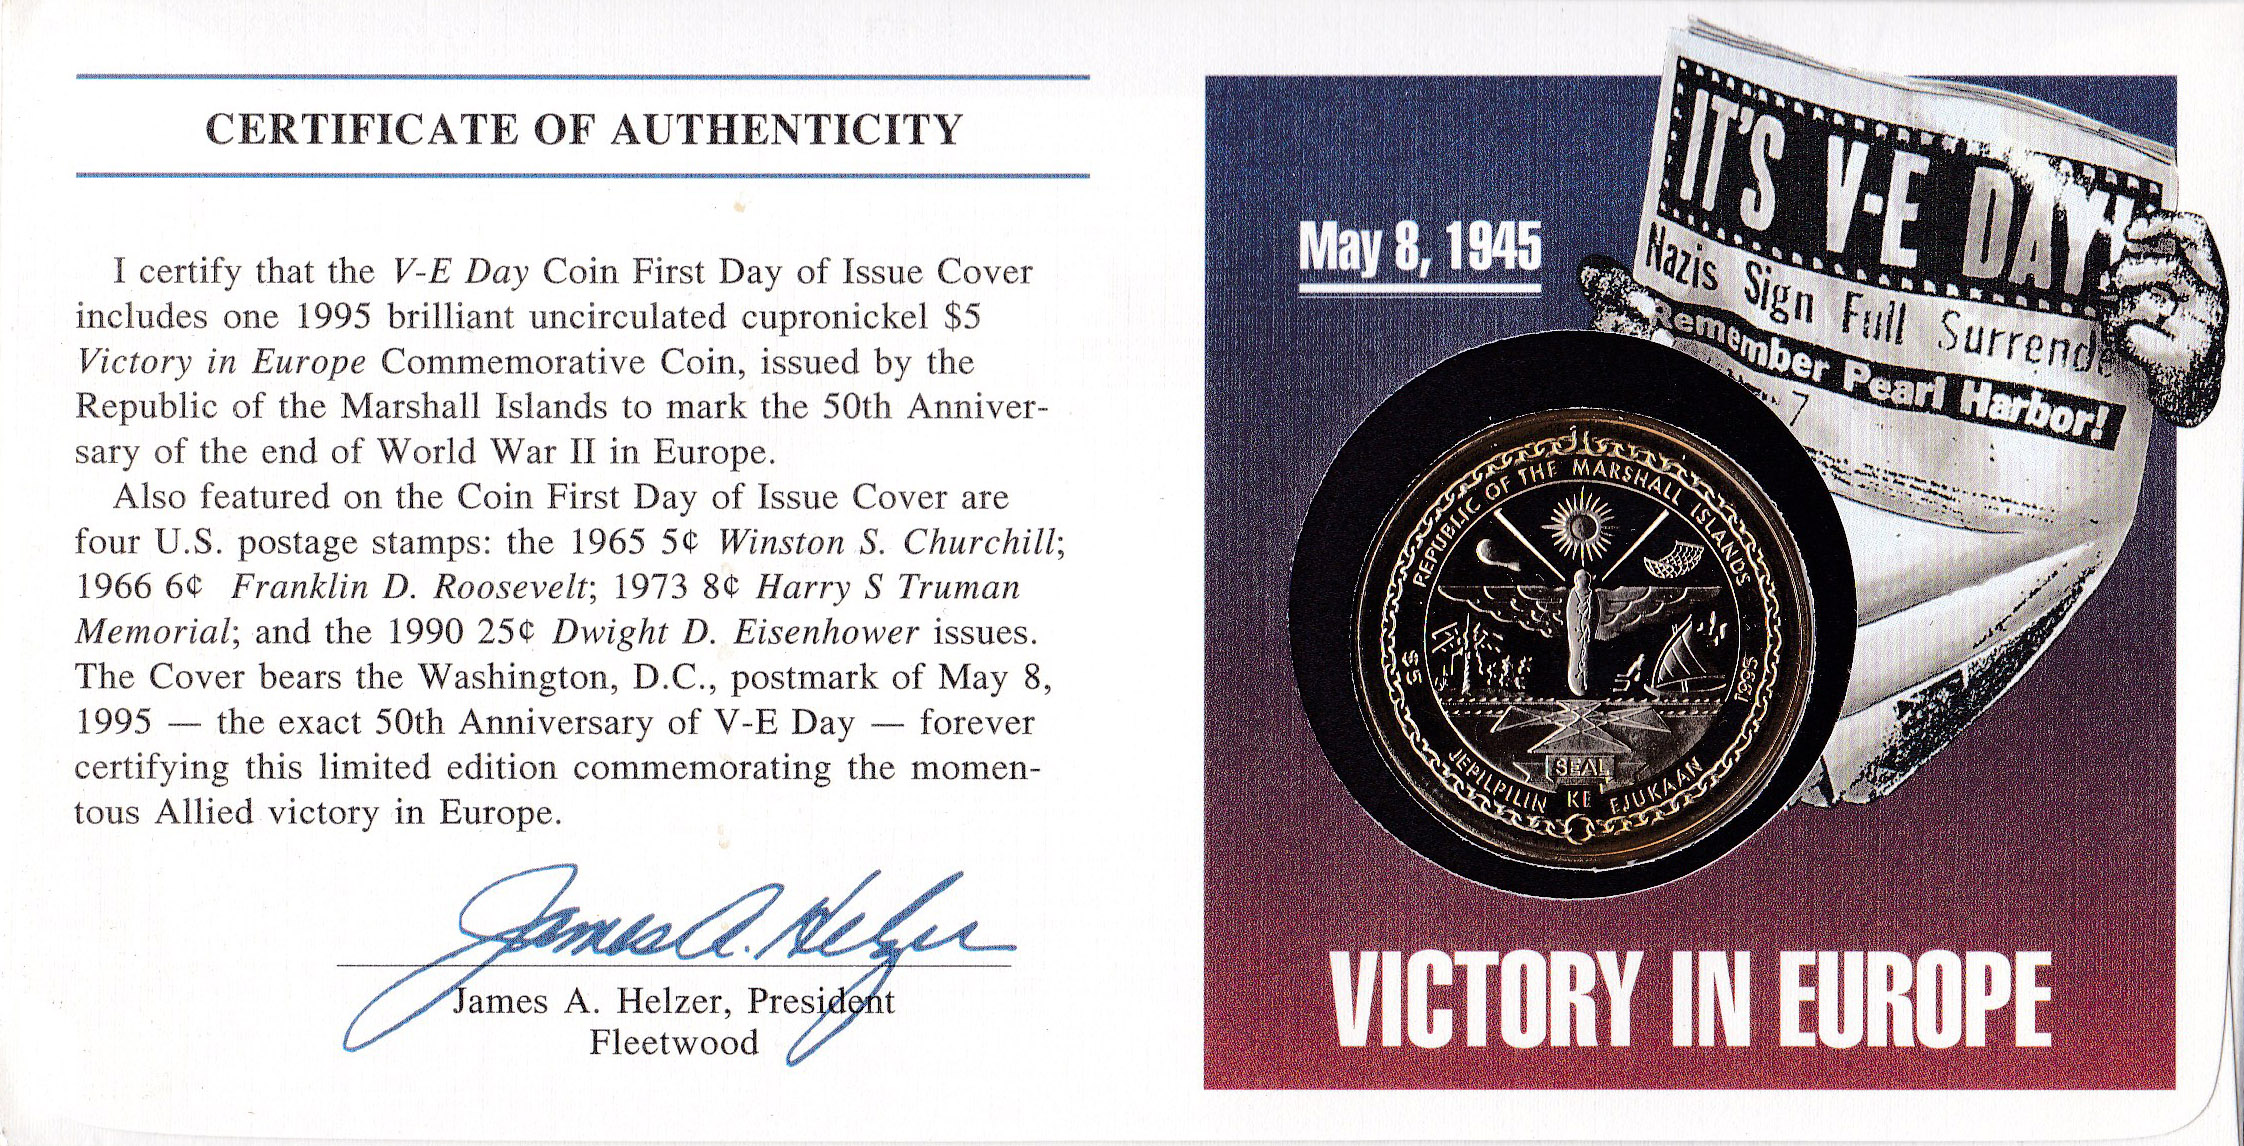 CERTIFICATE OF AUTHENTICITY
I certify that the V-E Day Coin First Day of Issue Cover
includes one 1995 brilliant uncirculated cupronickel $5
Victory in Europe Commemorative Coin, issued by the
Republic of the Marshall Islands to mark the 50th Anniver-
sary of the end of World War II in Europe.
Also featured on the Coin First Day of Issue Cover are
four U.S. postage stamps: the 1965 5¢ Winston S. Churchill;
1966 6¢ Franklin D. Roosevelt; 1973 8¢ Harry S Truman
Memorial; and the 1990 25¢ Dwight D. Eisenhower issues.
The Cover bears the Washington, D.C., postmark of May 8,
1995 — the exact 50th Anniversary of V-E Day — forever
certifying this limited edition commemorating the momen-
tous Allied victory in Europe.
James A. Helzer
James A. Helzer, President
Fleetwood
May 8, 1945
IT'S V-E DAY!
Nazis Sign Full Surrende
Remember Pearl Harbor!
7
REPUBLIC OF THE MARSHALL ISLANDS
$5
1995
SEAL
JEPILPILIN KE EJUKAAN
VICTORY IN EUROPE